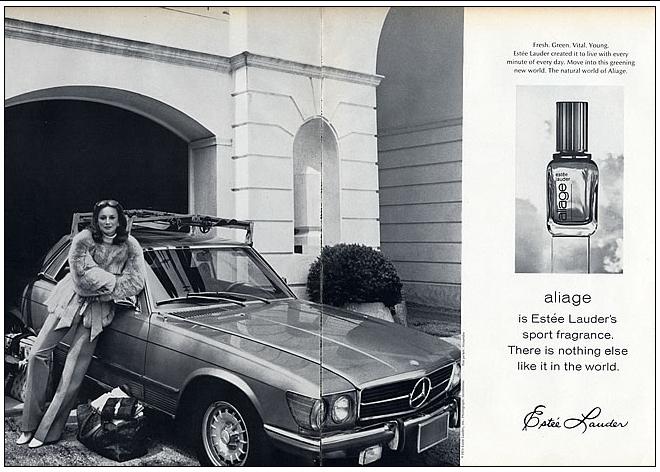 Fresh. Green. Vital. Young.
Estée Lauder created it to live with every
minute of every day. Move into this greening
new world. The natural world of Aliage.
estēe
lauder
aliage
aliage
is Estée Lauder's
sport fragrance.
There is nothing else
like it in the world.
Estée Lauder